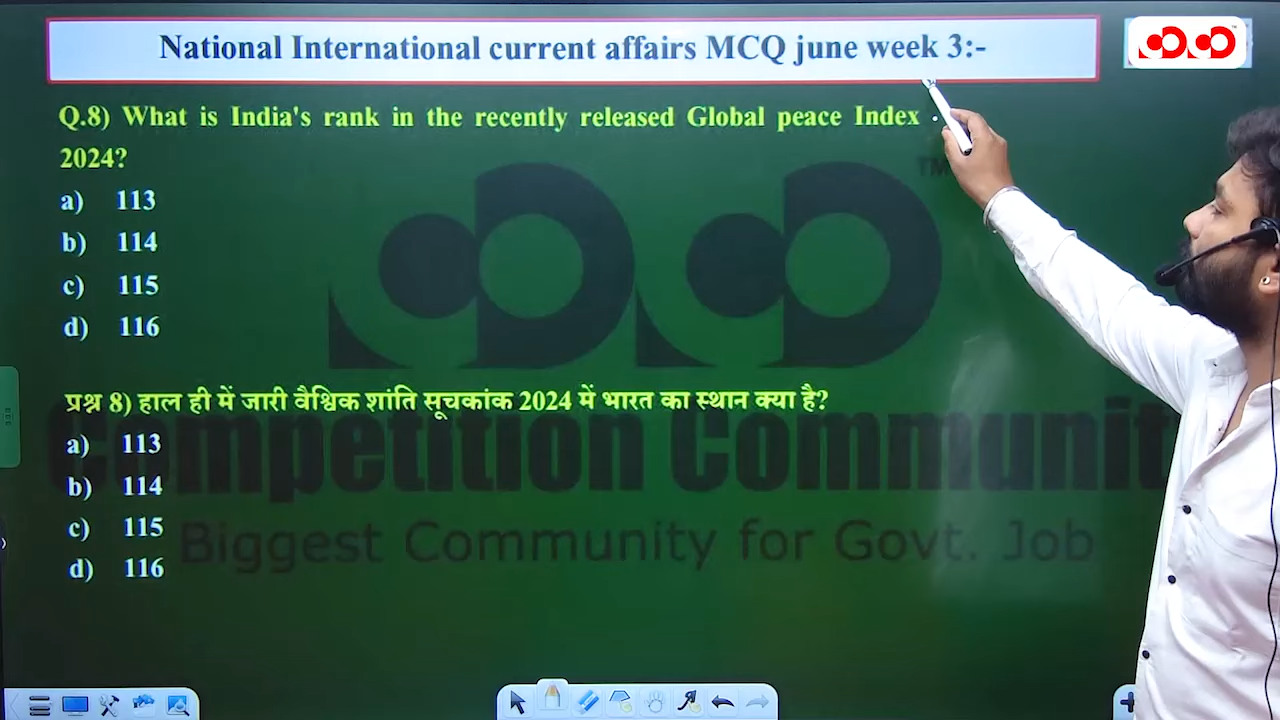 National International current affairs MCQ june week 3:-
Q.8) What is India's rank in the recently released Global peace Index
2024?
a) 113
b) 114
c) 115
d) 116
प्रश्न 8) हाल ही में जारी वैश्विक शांति सूचकांक 2024 में भारत का स्थान क्या है?
a) 113
b) 114
c) 115
d) 116
TM
Competition Communit
Biggest Community for Govt. Job